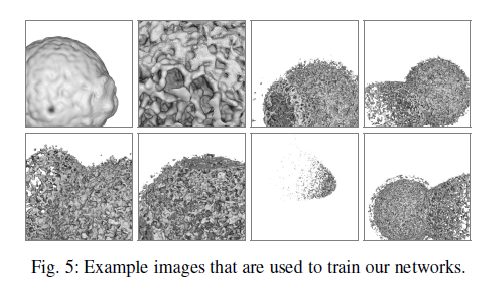 Fig. 5: Example images that are used to train our networks.